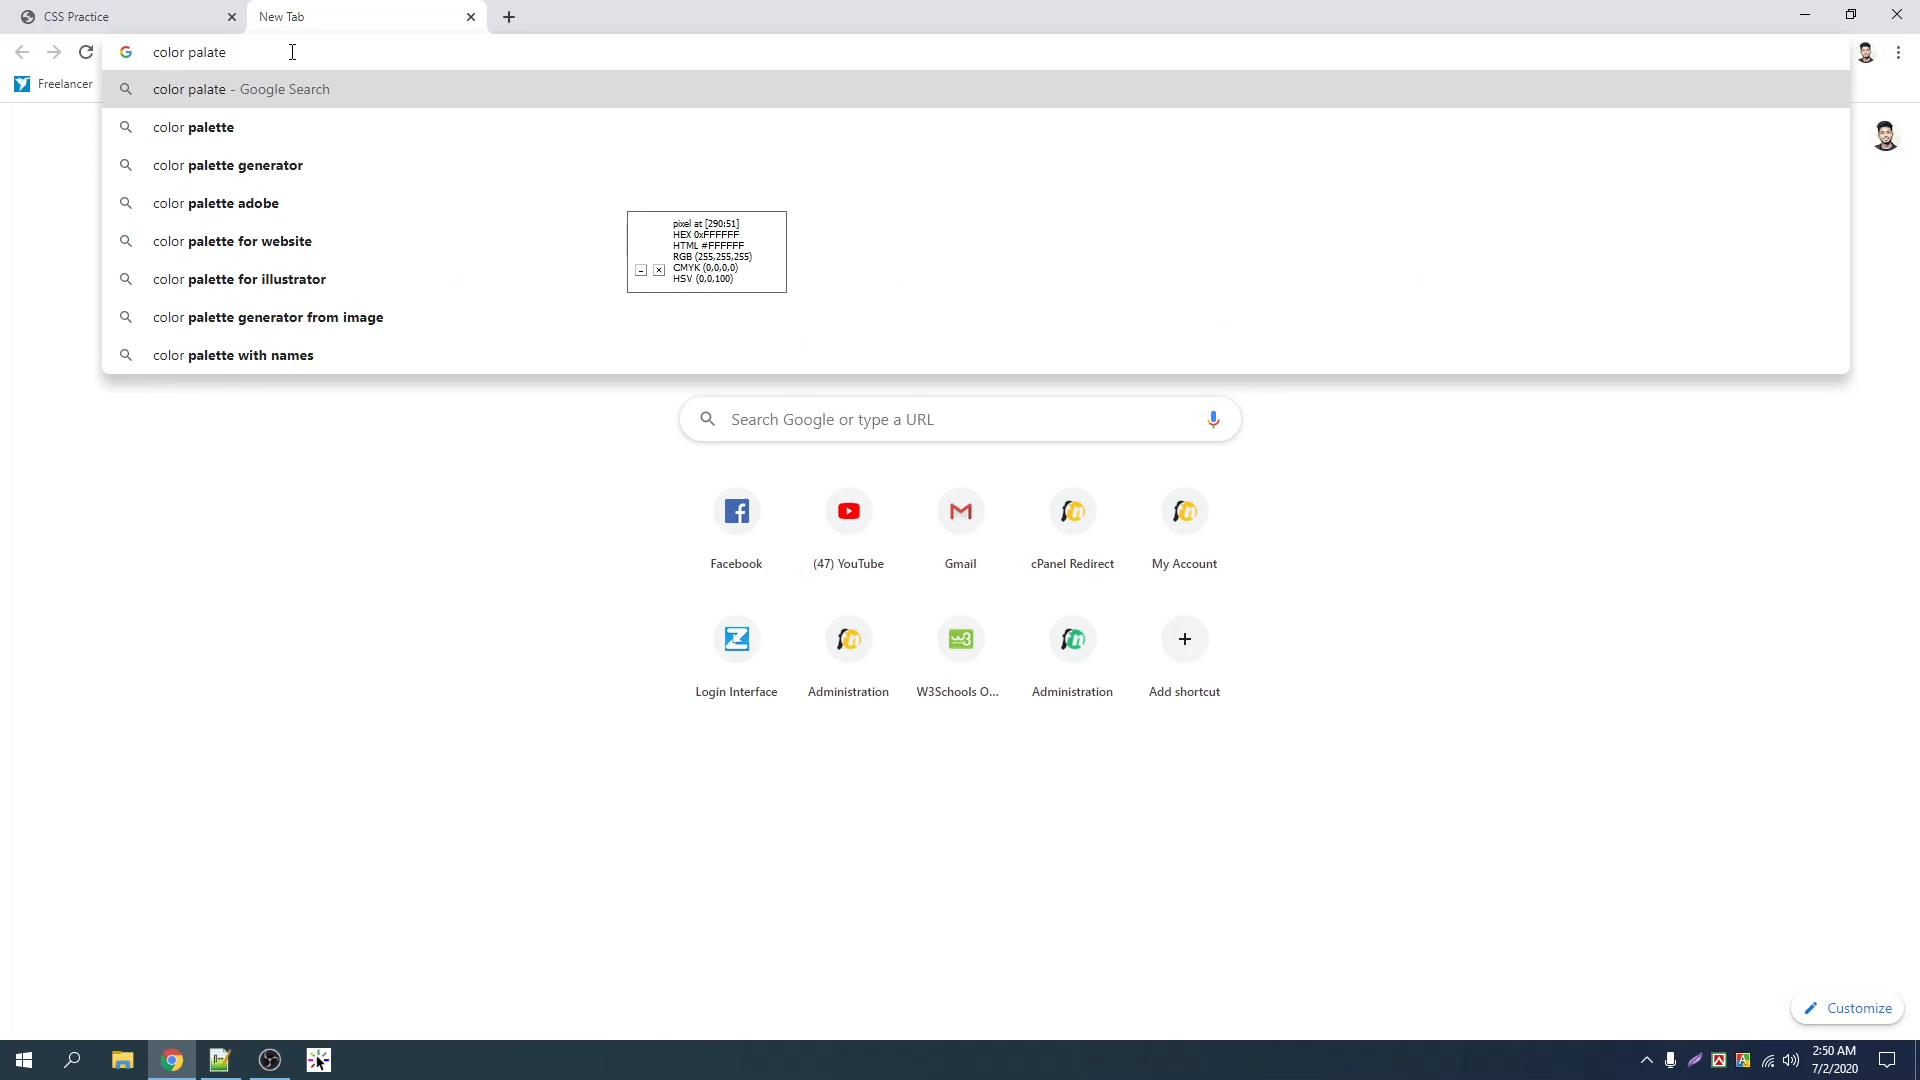 CSS Practice
New Tab
color palate
Freelancer
color palate - Google Search
color palette
color palette generator
color palette adobe
color palette for website
color palette for illustrator
color palette generator from image
color palette with names
pixel at [290:51]
HEX 0xFFFFFF
HTML #FFFFFF
RGB (255,255,255)
CMYK (0,0,0,0)
HSV (0,0,100)
Search Google or type a URL
Facebook
(47) YouTube
Gmail
cPanel Redirect
My Account
Login Interface
Administration
W3Schools O...
Administration
Add shortcut
Customize
2:50 AM
7/2/2020